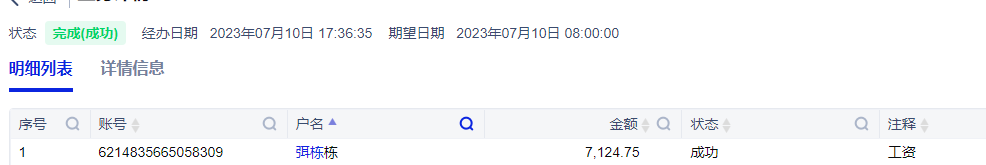 状态 完成(成功) 经办日期 2023年07月10日 17:36:35 期望日期 2023年07月10日 08:00:00
明细列表 详情信息
序号 账号 户名 金额 状态 注释
1 6214835665058309 弭栋栋 7,124.75 成功 工资